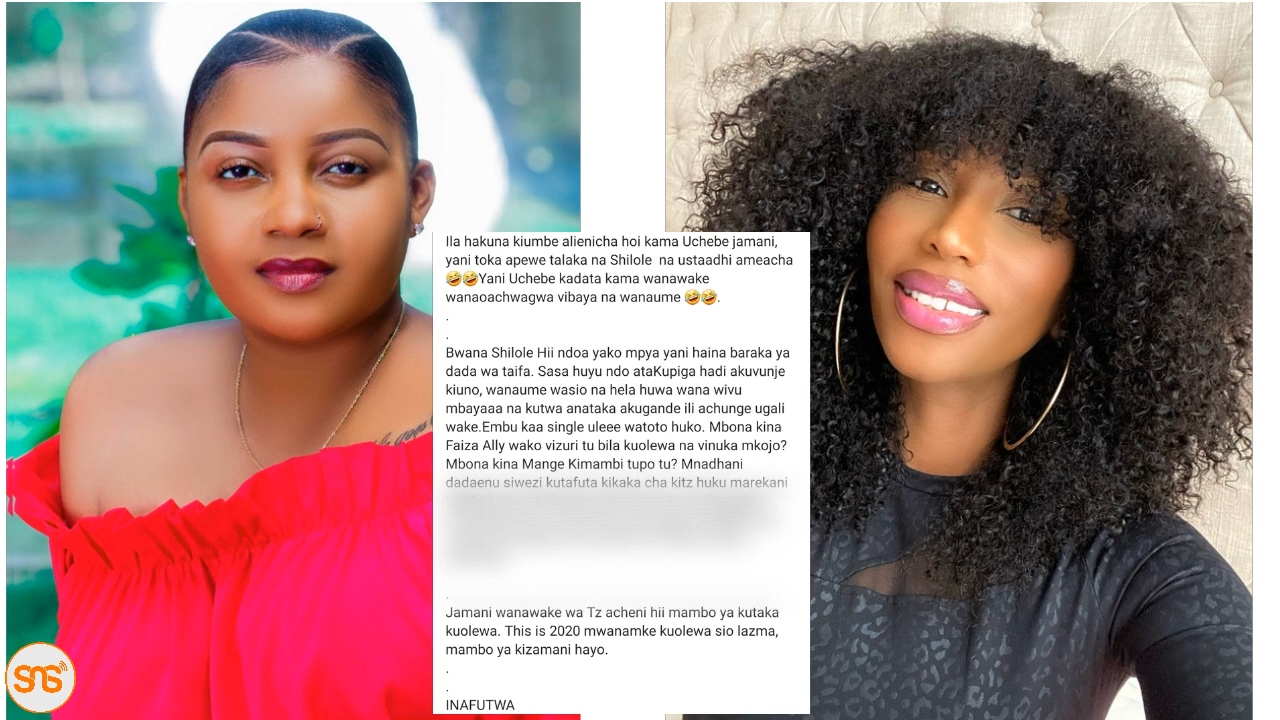 Ila hakuna kiumbe alienicha hoi kama Uchebe jamani,
yani toka apewe talaka na Shilole na ustaadhi ameacha
🤣🤣Yani Uchebe kadata kama wanawake
wanaoachwagwa vibaya na wanaume 🤣🤣.
.
.
Bwana Shilole Hii ndoa yako mpya yani haina baraka ya
dada wa taifa. Sasa huyu ndo ataKupiga hadi akuvunje
kiuno, wanaume wasio na hela huwa wana wivu
mbayaaa na kutwa anataka akugande ili achunge ugali
wake.Embu kaa single uleee watoto huko. Mbona kina
Faiza Ally wako vizuri tu bila kuolewa na vinuka mkojo?
Mbona kina Mange Kimambi tupo tu? Mnadhani
dadaenu siwezi kutafuta kikaka cha kitz huku marekani
.
Jamani wanawake wa Tz acheni hii mambo ya kutaka
kuolewa. This is 2020 mwanamke kuolewa sio lazma,
mambo ya kizamani hayo.
.
.
INAFUTWA
SNS